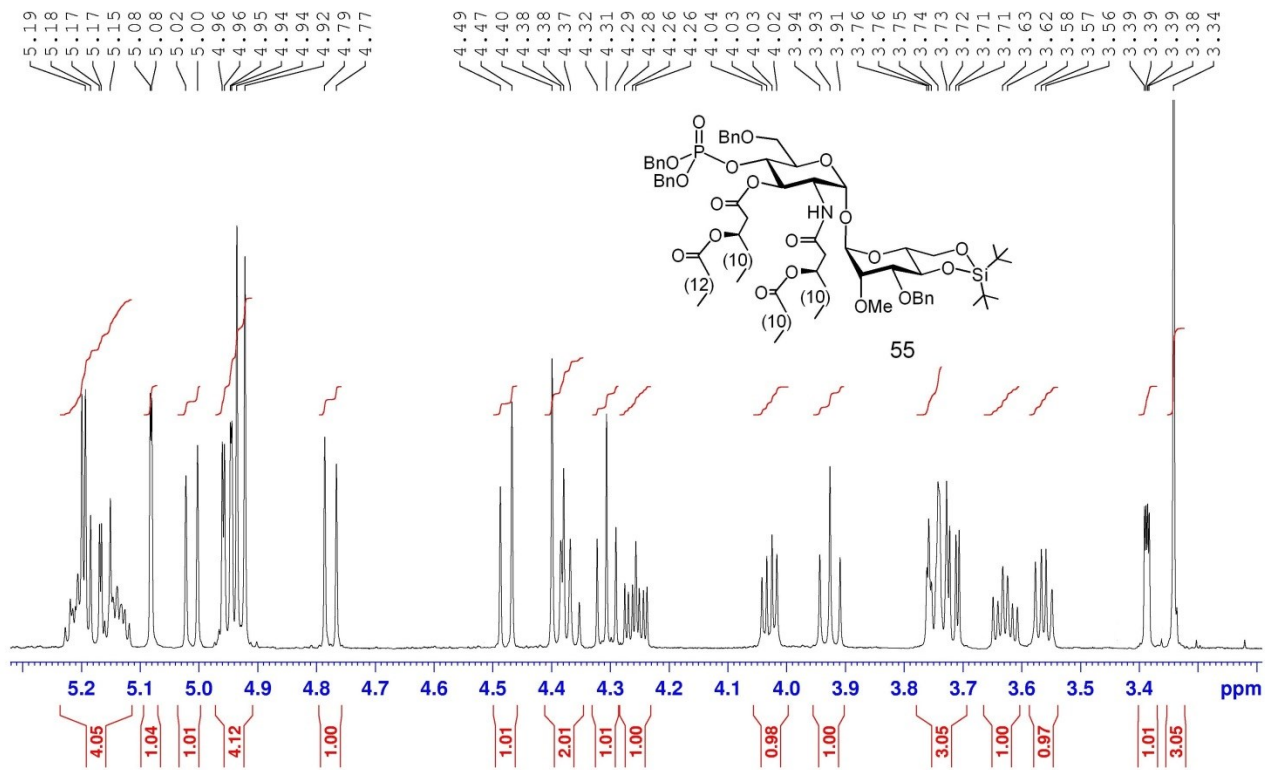 5.19 5.18 5.17 5.17 5.15 5.08 5.08 5.02 5.00 4.96 4.96 4.95 4.94 4.94 4.92 4.79 4.77 4.49 4.47 4.40 4.38 4.38 4.37 4.32 4.31 4.29 4.28 4.26 4.26 4.04 4.03 4.03 4.02 3.94 3.93 3.91 3.76 3.76 3.75 3.74 3.73 3.72 3.71 3.71 3.63 3.62 3.58 3.57 3.56 3.39 3.39 3.39 3.38 3.34
O BnO
BnO P O O
BnO O
O HN O
O O O O
O O Si
(10) O
O (12) O (10) OMe OBn
(10)
55
5.2 5.1 5.0 4.9 4.8 4.7 4.6 4.5 4.4 4.3 4.2 4.1 4.0 3.9 3.8 3.7 3.6 3.5 3.4 ppm
4.05 1.04 1.01 4.12 1.00 1.01 2.01 1.01 1.00 0.98 1.00 3.05 1.00 0.97 1.01 3.05